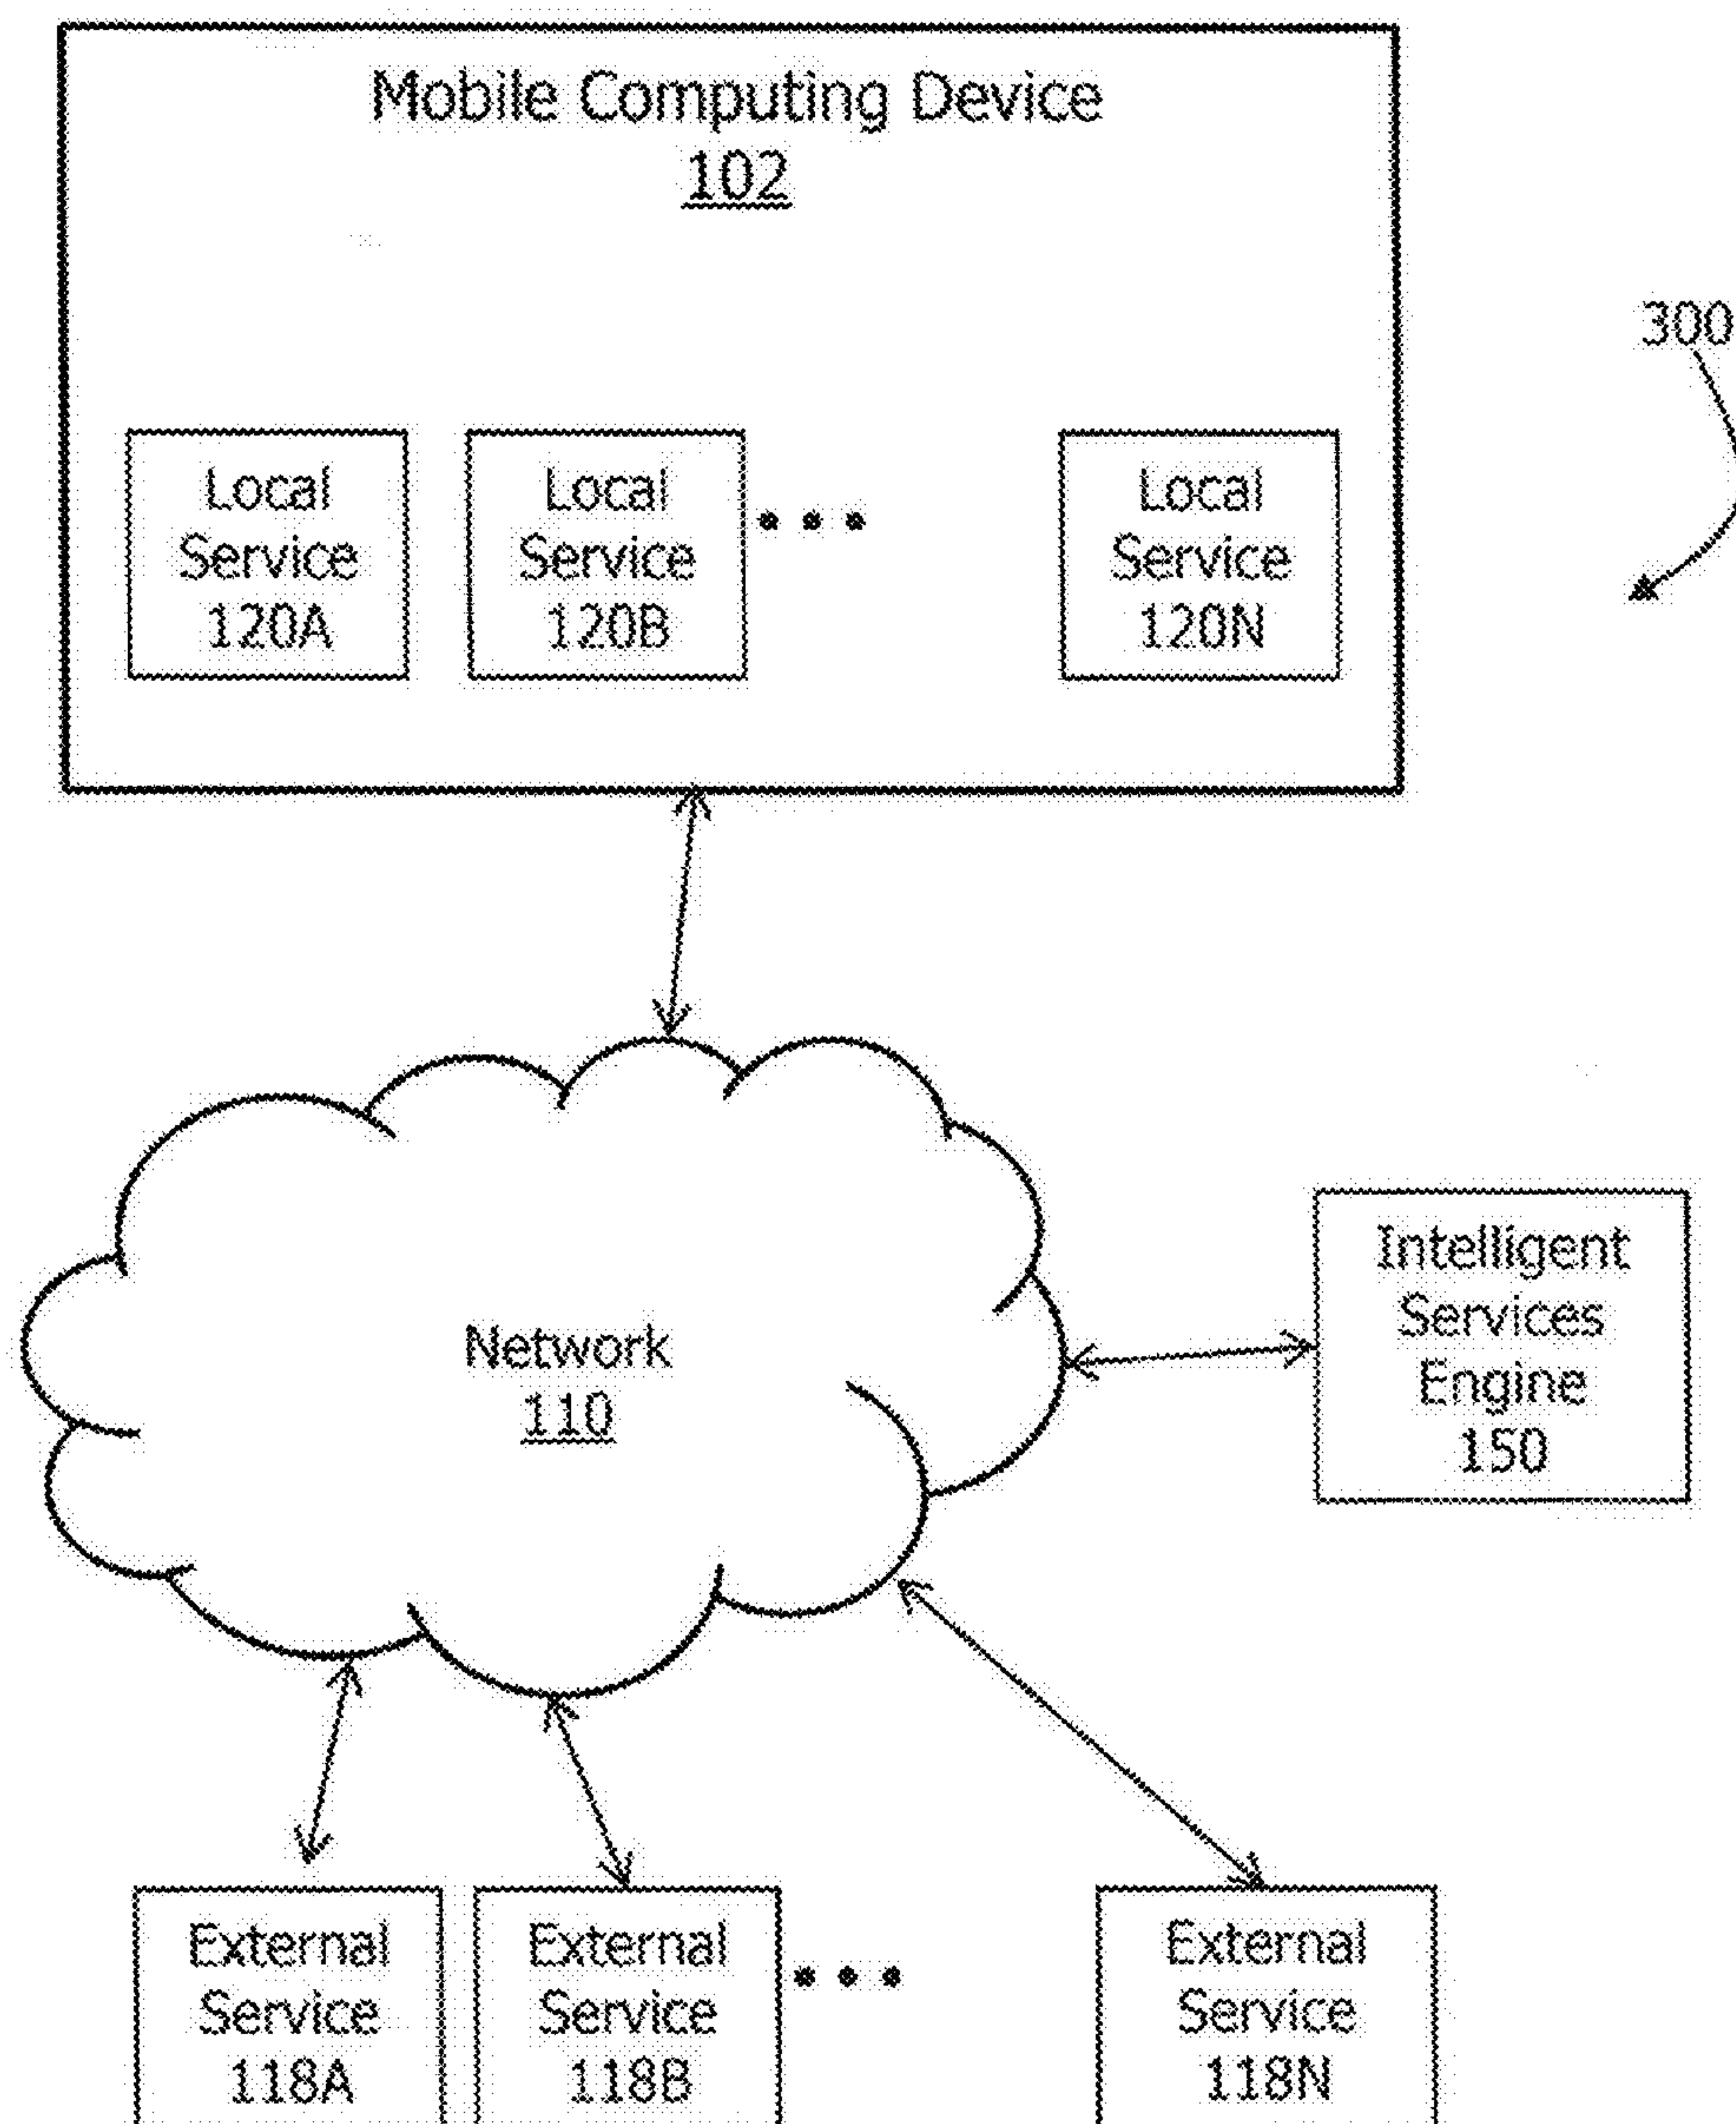 Mobile Computing Device
102
300
Local
Service
120A
Local
Service
120B
Local
Service
120N
Network
110
Intelligent
Services
Engine
150
External
Service
118A
External
Service
118B
External
Service
118N